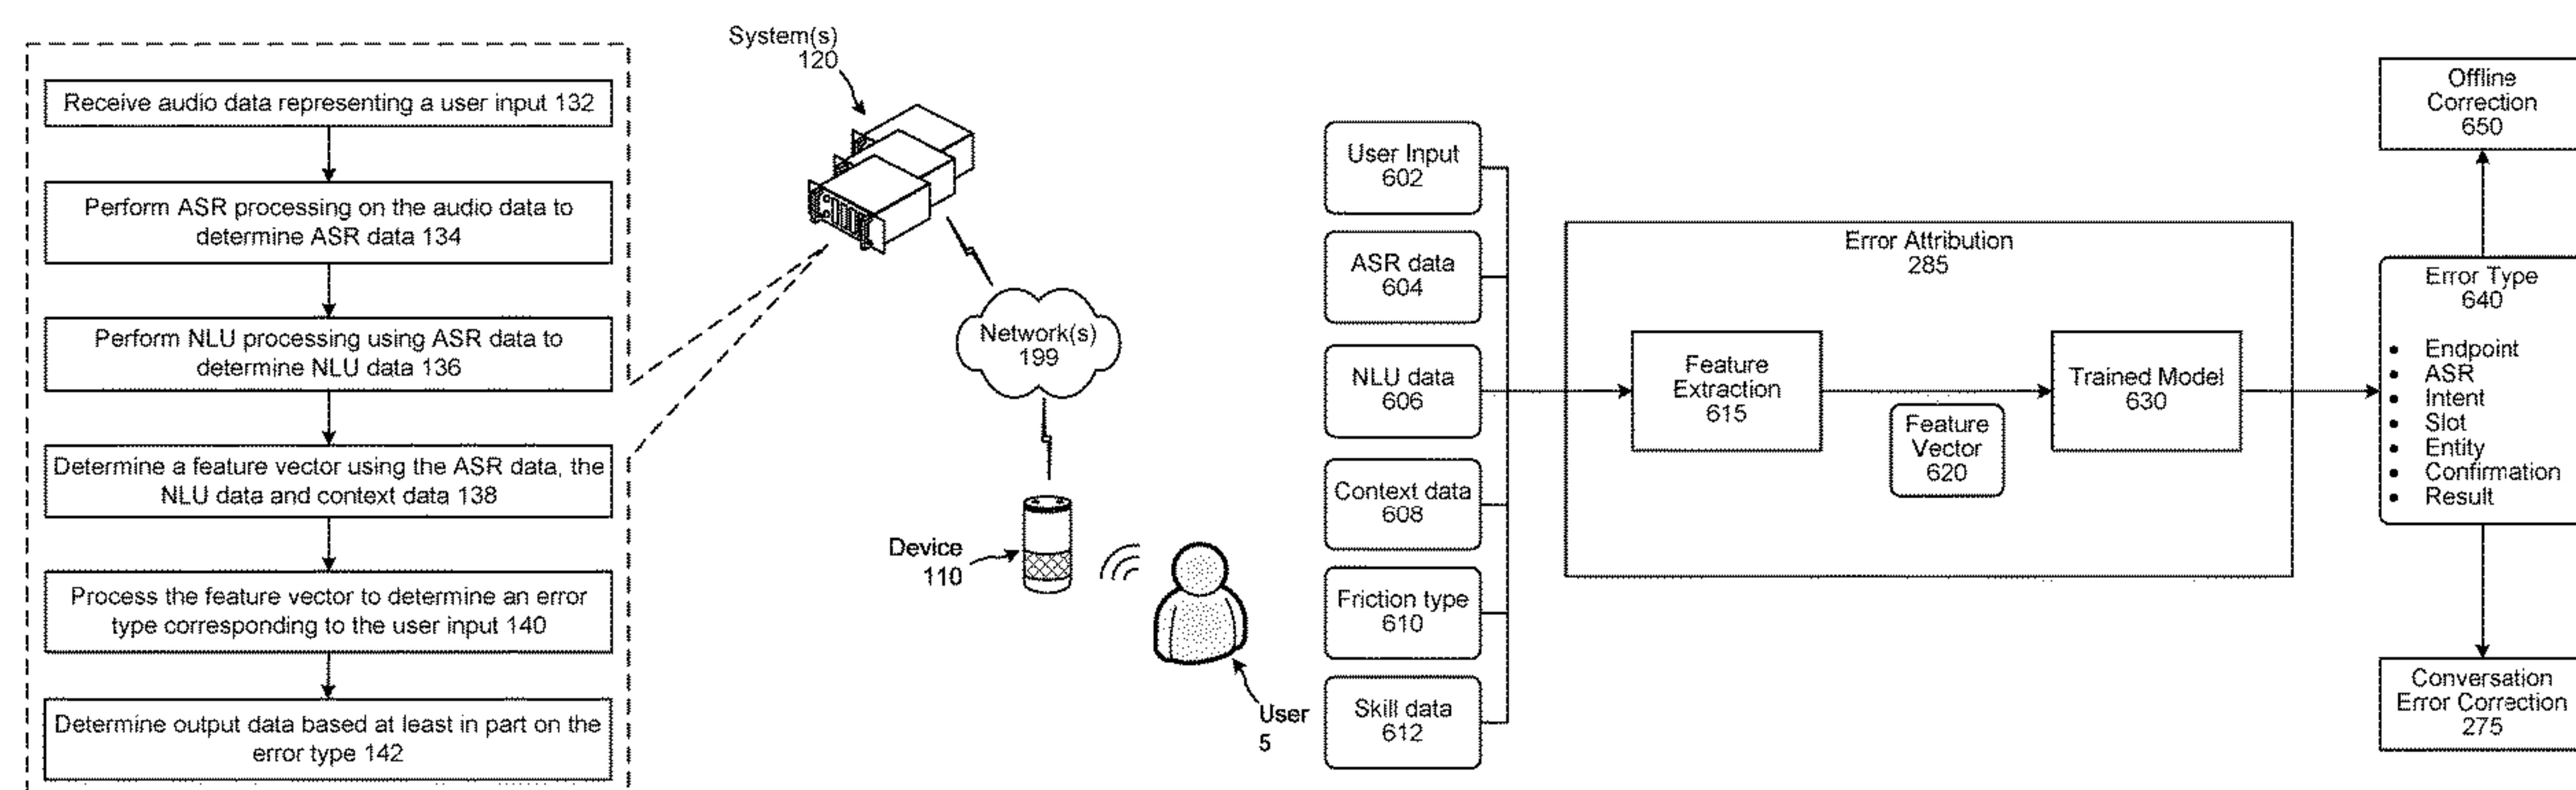 Receive audio data representing a user input 132
Perform ASR processing on the audio data to
determine ASR data 134
Perform NLU processing using ASR data to
determine NLU data 136
Determine a feature vector using the ASR data, the
NLU data and context data 138
Process the feature vector to determine an error
type corresponding to the user input 140
Determine output data based at least in part on the
error type 142
System(s)
120
Network(s)
199
Device
110
User
5
User Input
602
ASR data
604
NLU data
606
Context data
608
Friction type
610
Skill data
612
Error Attribution
285
Feature
Extraction
615
Feature
Vector
620
Trained Model
630
Offline
Correction
650
Error Type
640
• Endpoint
• ASR
• Intent
• Slot
• Entity
• Confirmation
• Result
Conversation
Error Correction
275